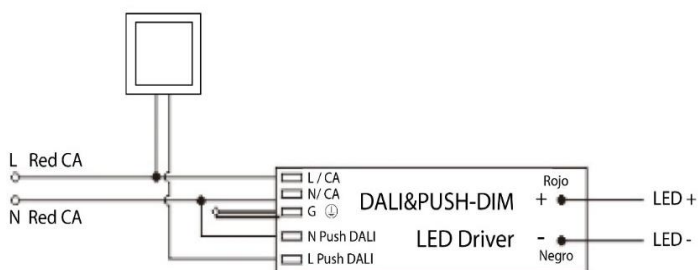 L Red CA
N Red CA
L / CA
N/ CA
G ⏚
N Push DALI
L Push DALI
DALI&PUSH-DIM
LED Driver
Rojo
+
-
Negro
LED +
LED -